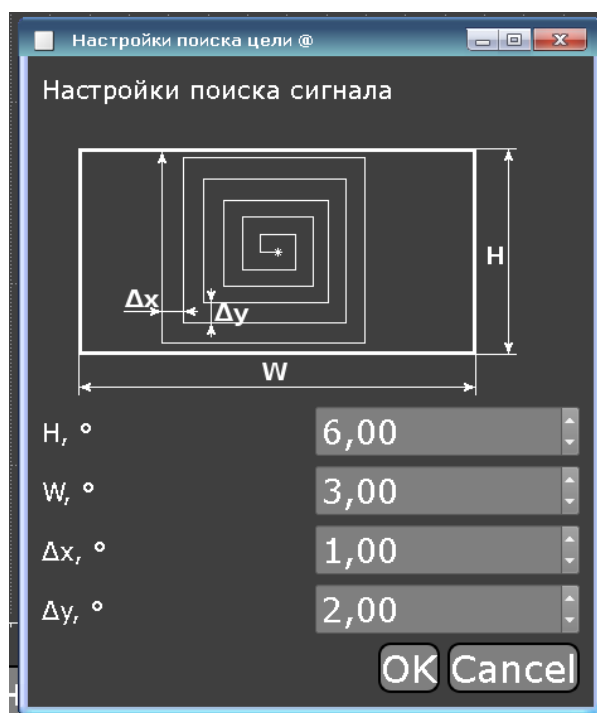 Настройки поиска цели @
Настройки поиска сигнала
H
Δx
Δy
W
H, ° 6,00
W, ° 3,00
Δx, ° 1,00
Δy, ° 2,00
OK Cancel